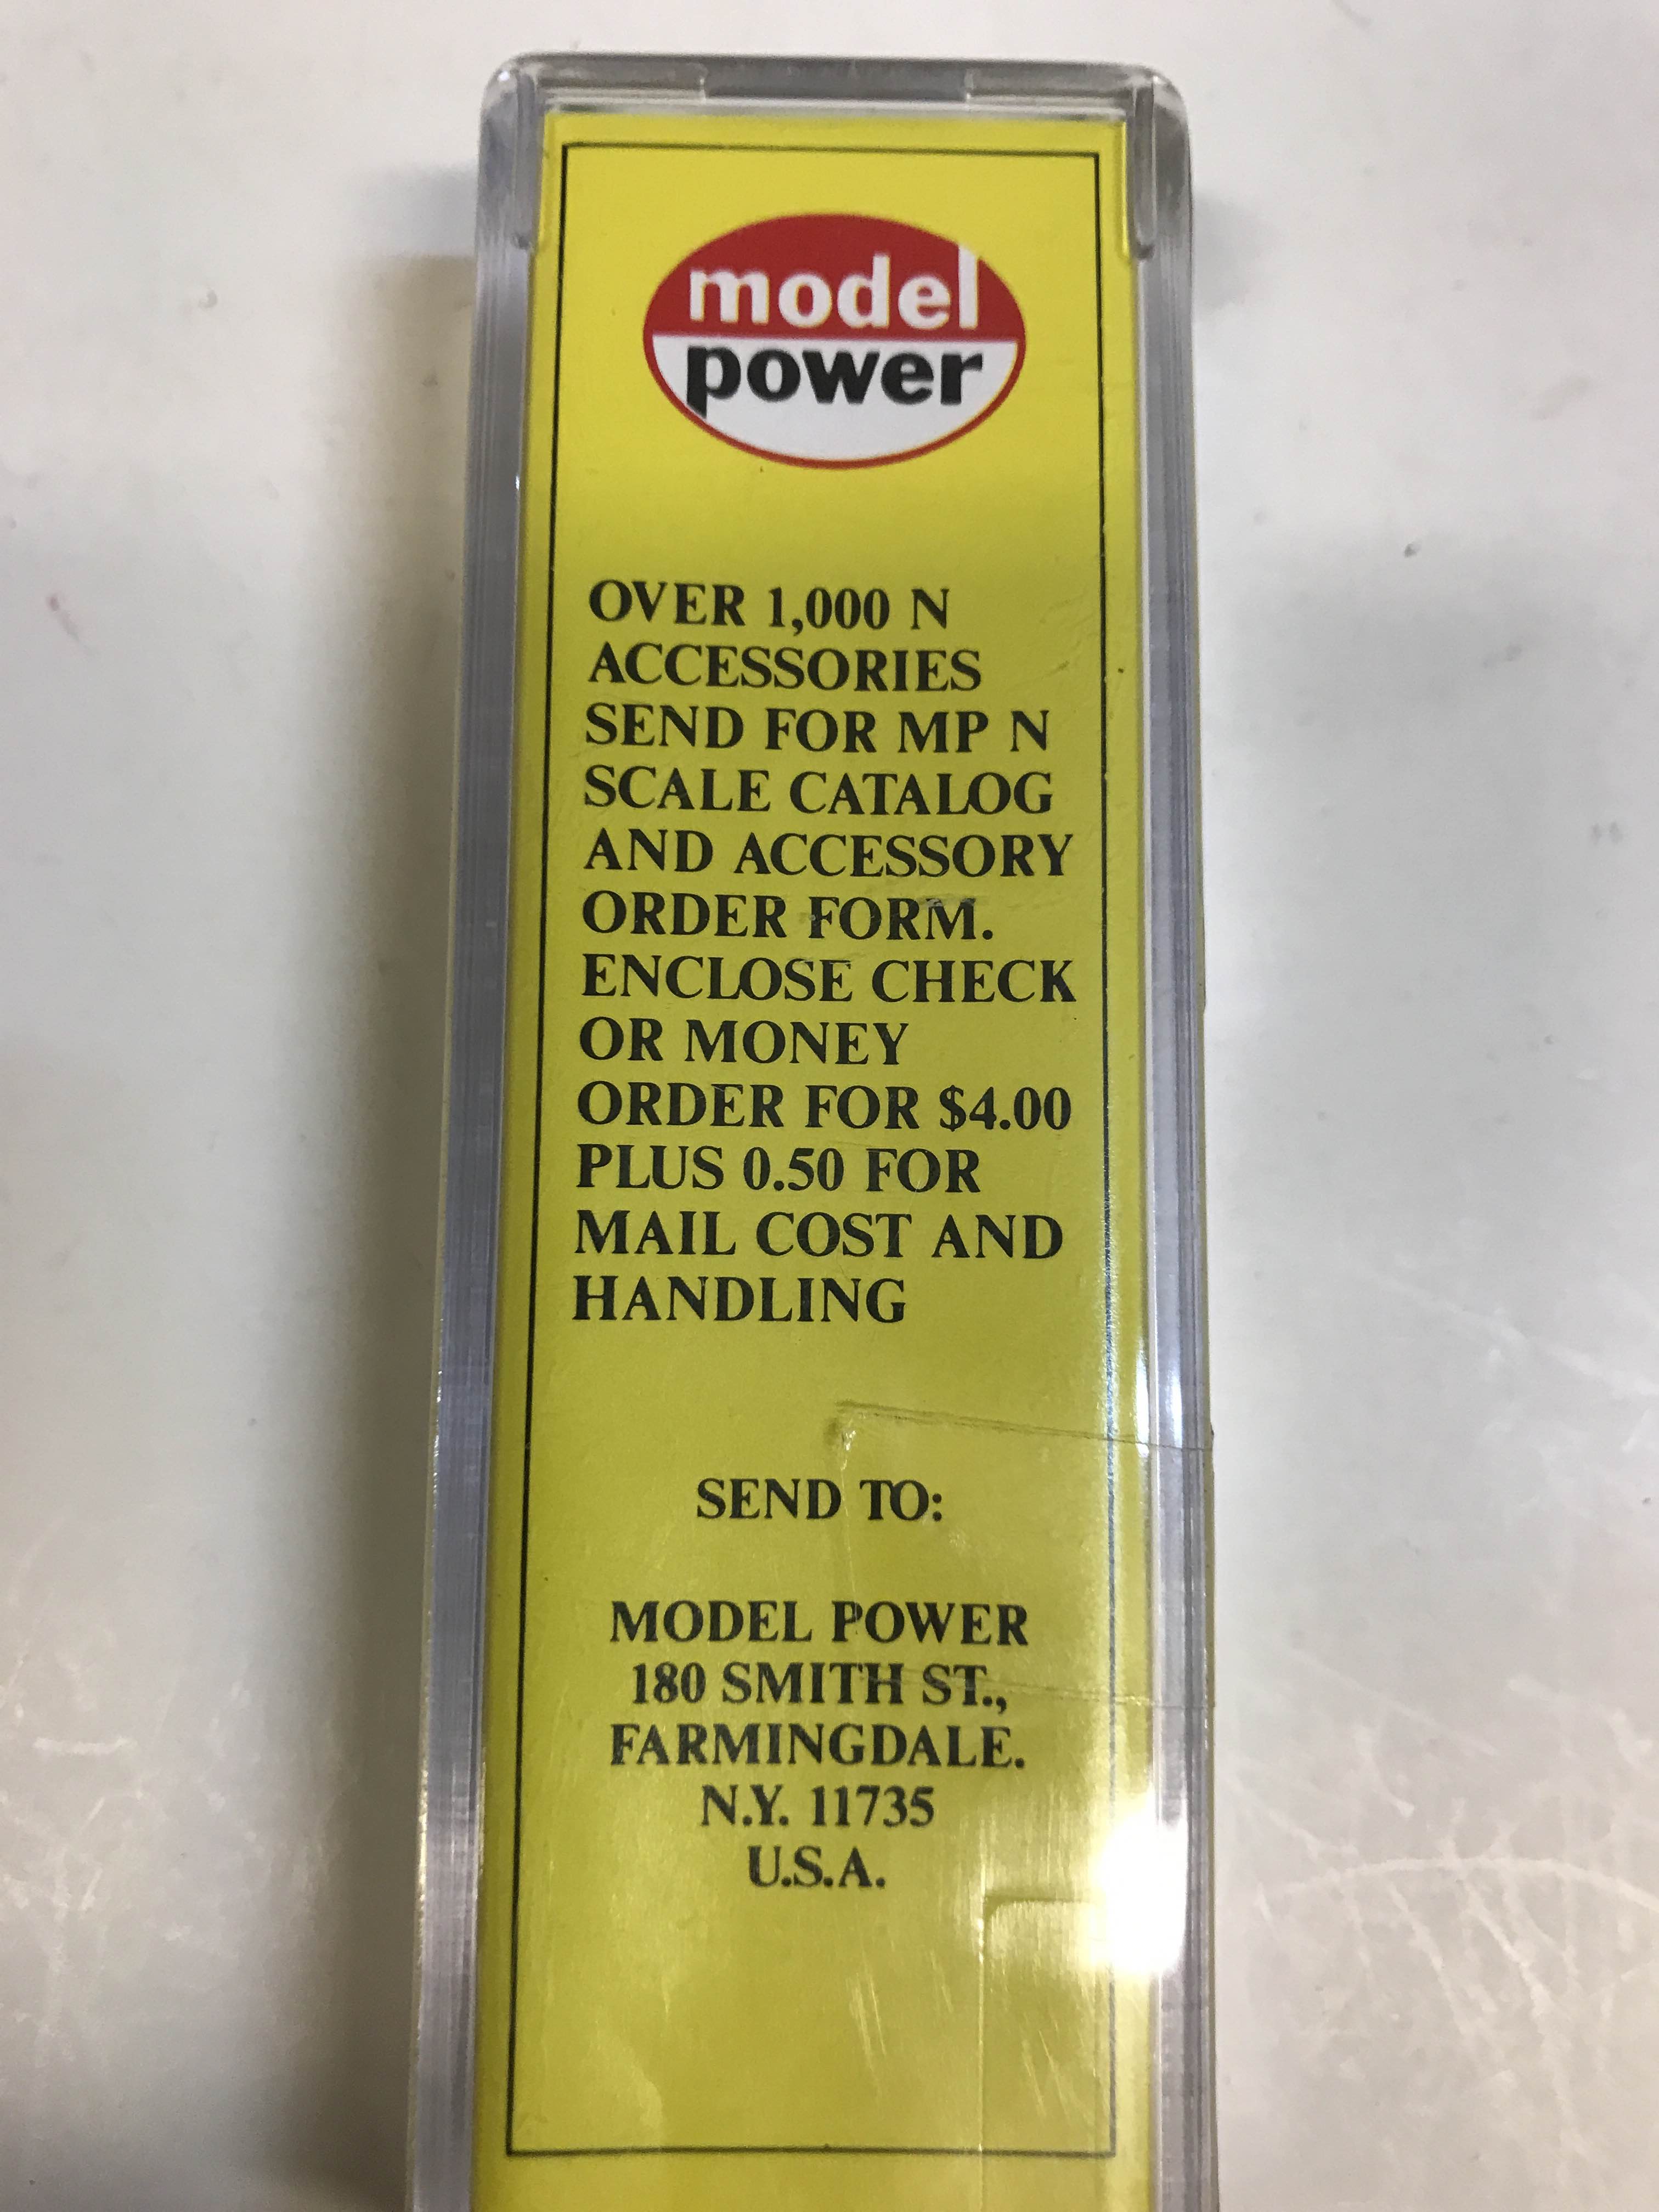 model
power
OVER 1,000 N
ACCESSORIES
SEND FOR MP N
SCALE CATALOG
AND ACCESSORY
ORDER FORM.
ENCLOSE CHECK
OR MONEY
ORDER FOR $4.00
PLUS 0.50 FOR
MAIL COST AND
HANDLING
SEND TO:
MODEL POWER
180 SMITH ST.,
FARMINGDALE.
N.Y. 11735
U.S.A.